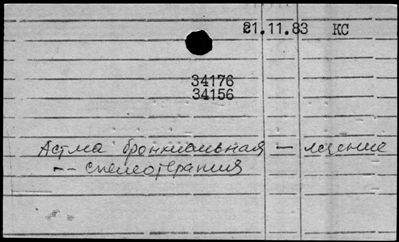 21.11.83 КС
34176
34156
Астма бронхиальная — лечение
-- спелеотерапия